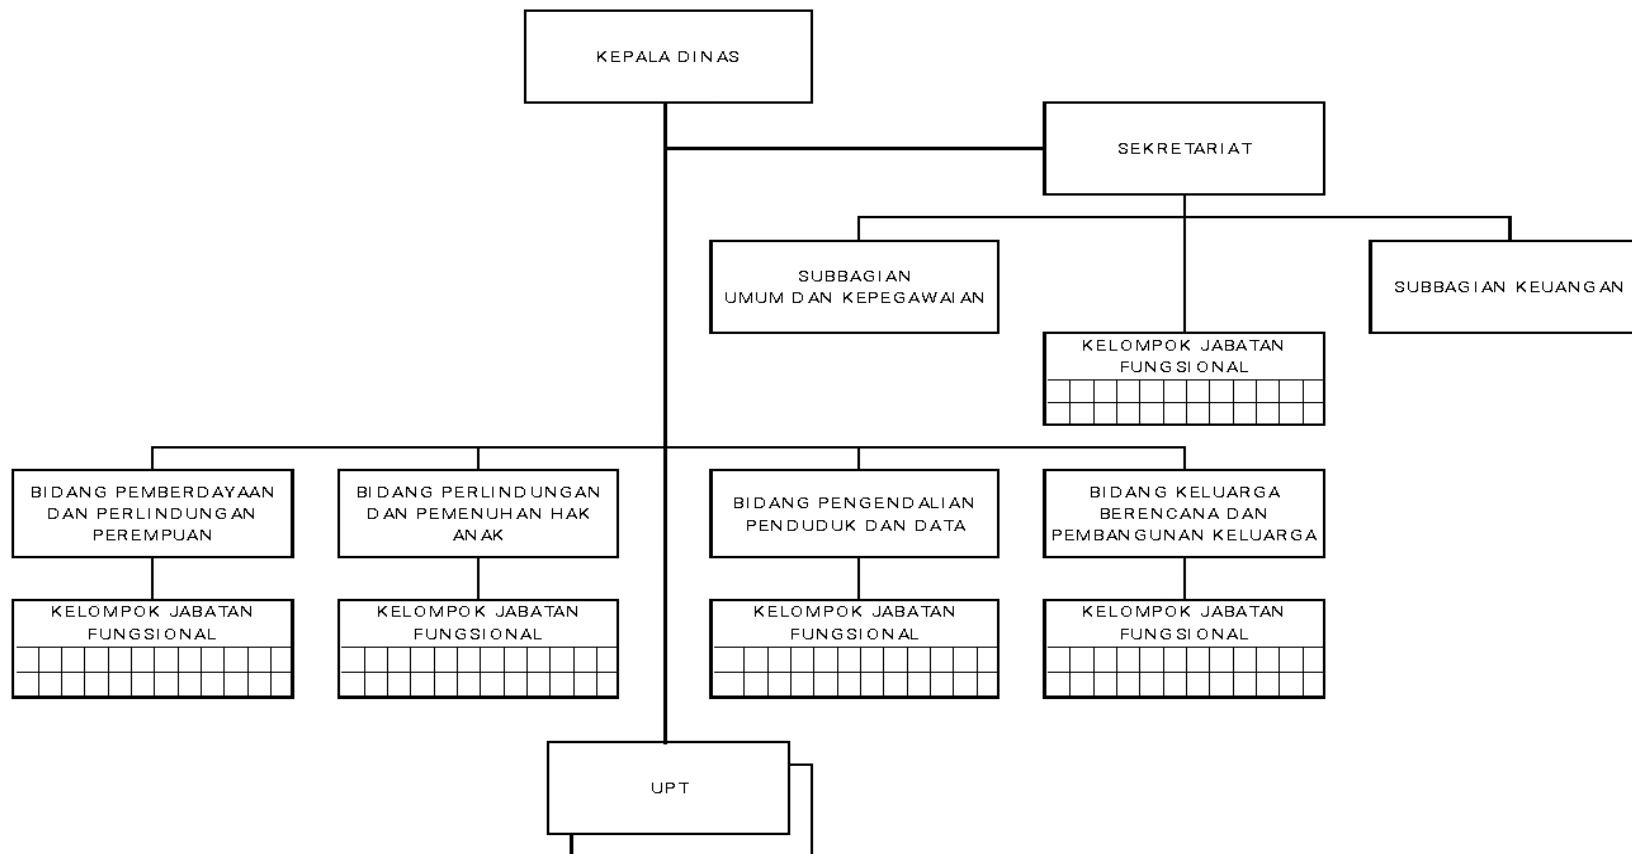 KEPALA DINAS
SEKRETARIAT
SUBBAGIAN
UMUM DAN KEPEGAWAIAN
SUBBAGIAN KEUANGAN
KELOMPOK JABATAN
FUNGSIONAL
BIDANG PEMBERDAYAAN
DAN PERLINDUNGAN
PEREMPUAN
BIDANG PERLINDUNGAN
DAN PEMENUHAN HAK
ANAK
BIDANG PENGENDALIAN
PENDUDUK DAN DATA
BIDANG KELUARGA
BERENCANA DAN
PEMBANGUNAN KELUARGA
KELOMPOK JABATAN
FUNGSIONAL
KELOMPOK JABATAN
FUNGSIONAL
KELOMPOK JABATAN
FUNGSIONAL
KELOMPOK JABATAN
FUNGSIONAL
UPT